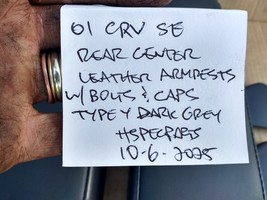 01 CRV SE
REAR CENTER
LEATHER ARMRESTS
W/ BOLTS & CAPS
TYPE Y DARK GREY
HSPECPARTS
10-6-2025